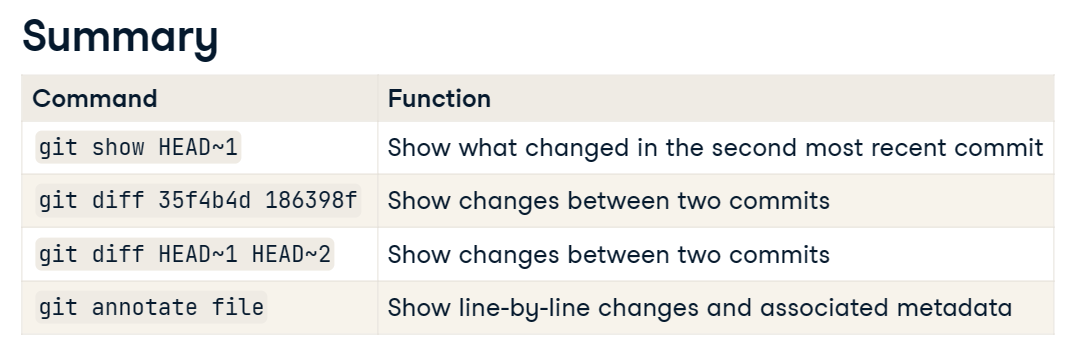 Summary
Command Function
git show HEAD~1 Show what changed in the second most recent commit
git diff 35f4b4d 186398f Show changes between two commits
git diff HEAD~1 HEAD~2 Show changes between two commits
git annotate file Show line-by-line changes and associated metadata